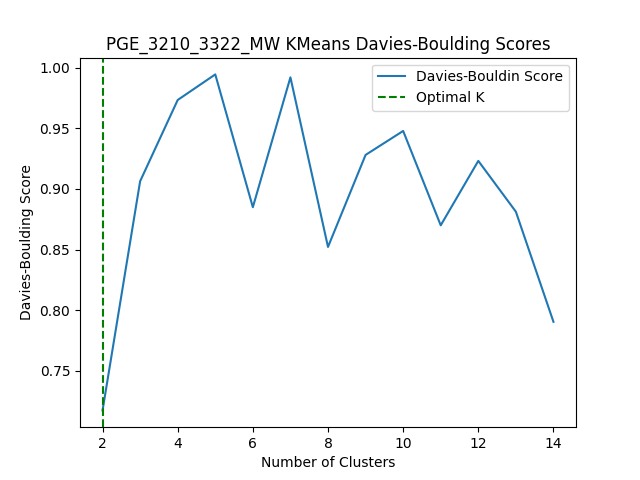 PGE_3210_3322_MW KMeans Davies-Boulding Scores
Davies-Bouldin Score
Optimal K
1.00
0.95
0.90
0.85
0.80
0.75
Davies-Boulding Score
2 4 6 8 10 12 14
Number of Clusters